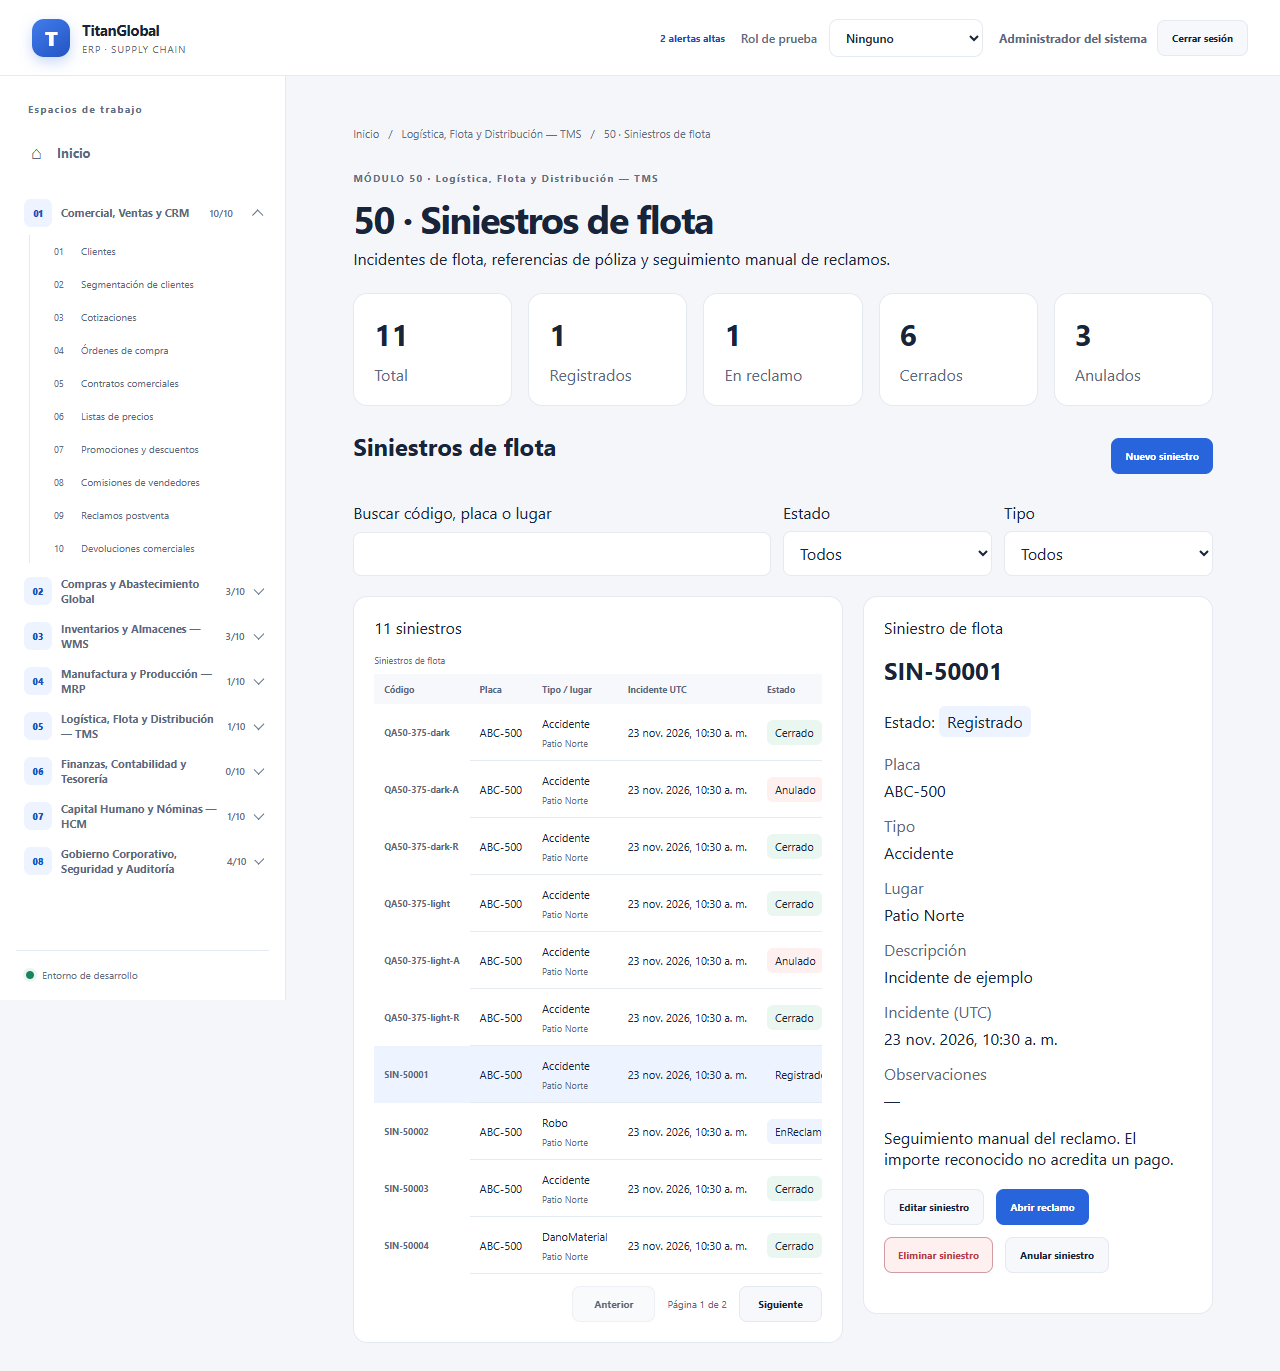 T
TitanGlobal
ERP · SUPPLY CHAIN
2 alertas altas
Rol de prueba
Ninguno
Administrador del sistema
Cerrar sesión
Espacios de trabajo
Inicio
01 Comercial, Ventas y CRM 10/10
01 Clientes
02 Segmentación de clientes
03 Cotizaciones
04 Órdenes de compra
05 Contratos comerciales
06 Listas de precios
07 Promociones y descuentos
08 Comisiones de vendedores
09 Reclamos postventa
10 Devoluciones comerciales
02 Compras y Abastecimiento
Global
3/10
03 Inventarios y Almacenes —
WMS
3/10
04 Manufactura y Producción —
MRP
1/10
05 Logística, Flota y Distribución
— TMS
1/10
06 Finanzas, Contabilidad y
Tesorería
0/10
07 Capital Humano y Nóminas —
HCM
1/10
08 Gobierno Corporativo,
Seguridad y Auditoría
4/10
Entorno de desarrollo
Inicio / Logística, Flota y Distribución — TMS / 50 · Siniestros de flota
MÓDULO 50 · Logística, Flota y Distribución — TMS
50 · Siniestros de flota
Incidentes de flota, referencias de póliza y seguimiento manual de reclamos.
11
Total
1
Registrados
1
En reclamo
6
Cerrados
3
Anulados
Siniestros de flota
Nuevo siniestro
Buscar código, placa o lugar
Estado
Todos
Tipo
Todos
11 siniestros
Siniestros de flota
Código Placa Tipo / lugar Incidente UTC Estado
QA50-375-dark ABC-500 Accidente 23 nov. 2026, 10:30 a. m. Cerrado
Patio Norte
QA50-375-dark-A ABC-500 Accidente 23 nov. 2026, 10:30 a. m. Anulado
Patio Norte
QA50-375-dark-R ABC-500 Accidente 23 nov. 2026, 10:30 a. m. Cerrado
Patio Norte
QA50-375-light ABC-500 Accidente 23 nov. 2026, 10:30 a. m. Cerrado
Patio Norte
QA50-375-light-A ABC-500 Accidente 23 nov. 2026, 10:30 a. m. Anulado
Patio Norte
QA50-375-light-R ABC-500 Accidente 23 nov. 2026, 10:30 a. m. Cerrado
Patio Norte
SIN-50001 ABC-500 Accidente 23 nov. 2026, 10:30 a. m. Registrado
Patio Norte
SIN-50002 ABC-500 Robo 23 nov. 2026, 10:30 a. m. EnReclam
Patio Norte
SIN-50003 ABC-500 Accidente 23 nov. 2026, 10:30 a. m. Cerrado
Patio Norte
SIN-50004 ABC-500 DanoMaterial 23 nov. 2026, 10:30 a. m. Cerrado
Patio Norte
Anterior
Página 1 de 2
Siguiente
Siniestro de flota
SIN-50001
Estado: Registrado
Placa
ABC-500
Tipo
Accidente
Lugar
Patio Norte
Descripción
Incidente de ejemplo
Incidente (UTC)
23 nov. 2026, 10:30 a. m.
Observaciones
—
Seguimiento manual del reclamo. El
importe reconocido no acredita un pago.
Editar siniestro
Abrir reclamo
Eliminar siniestro
Anular siniestro